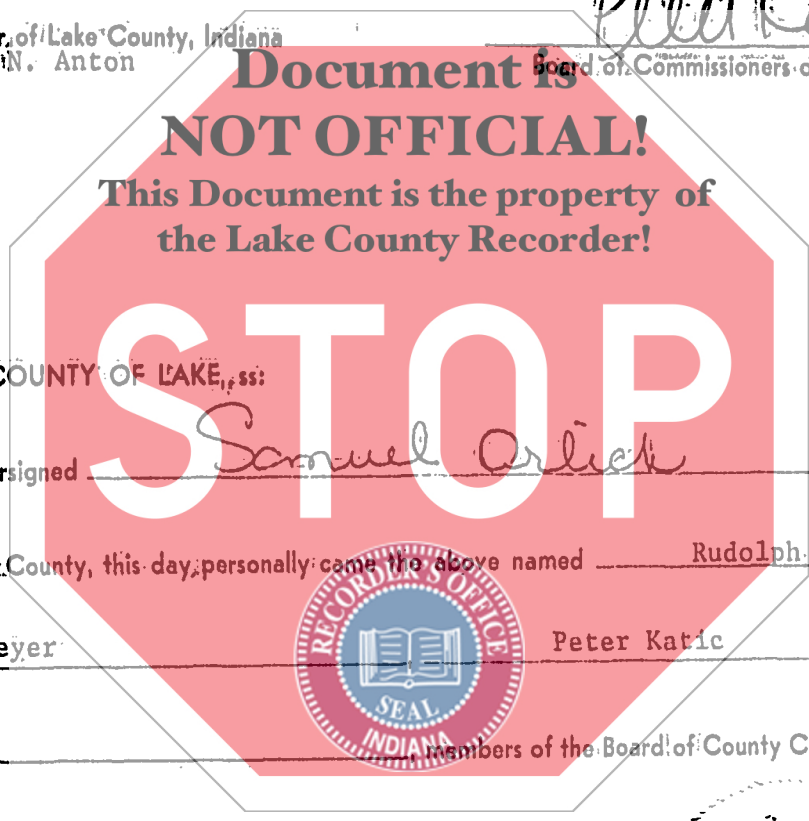 of Lake County, Indiana
N. Anton
Board of Commissioners
Document is
NOT OFFICIAL!
This Document is the property of
the Lake County Recorder!
STOP
COUNTY OF LAKE, ss:
rsigned Samuel Orlich
County, this day, personally came the above named Rudolph
eyer Peter Katic
RECORDER'S OFFICE
SEAL
INDIANA
, members of the Board of County C